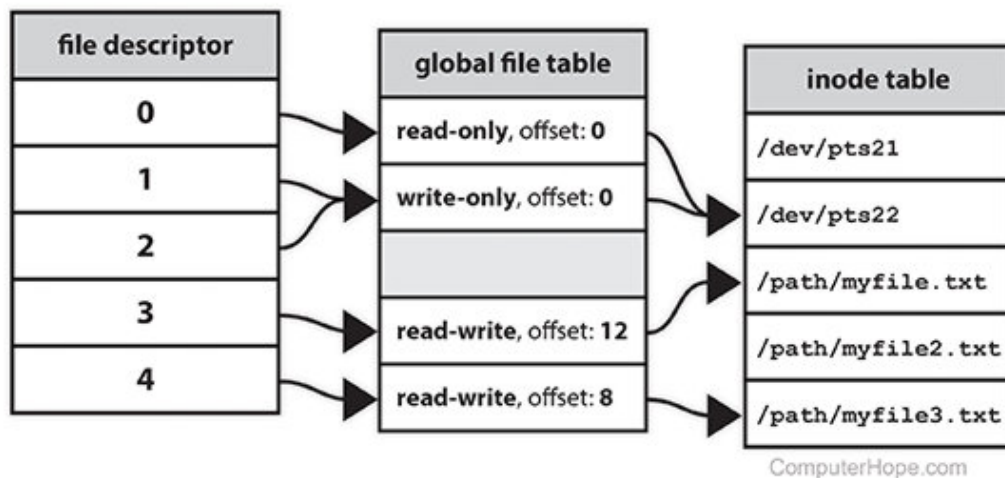 file descriptor
0
1
2
3
4
global file table
read-only, offset: 0
write-only, offset: 0
read-write, offset: 12
read-write, offset: 8
inode table
/dev/pts21
/dev/pts22
/path/myfile.txt
/path/myfile2.txt
/path/myfile3.txt
ComputerHope.com